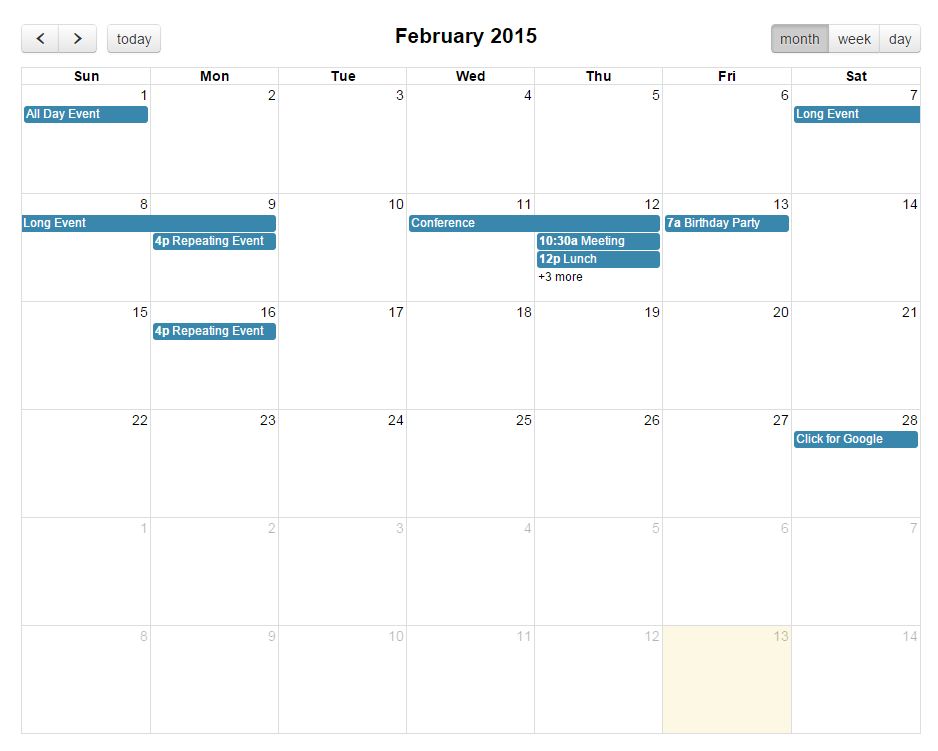 today February 2015 month week day
Sun Mon Tue Wed Thu Fri Sat
1 2 3 4 5 6 7
All Day Event Long Event
8 9 10 11 12 13 14
Long Event Conference 7a Birthday Party
4p Repeating Event 10:30a Meeting
12p Lunch
+3 more
15 16 17 18 19 20 21
4p Repeating Event
22 23 24 25 26 27 28
Click for Google
1 2 3 4 5 6 7
8 9 10 11 12 13 14